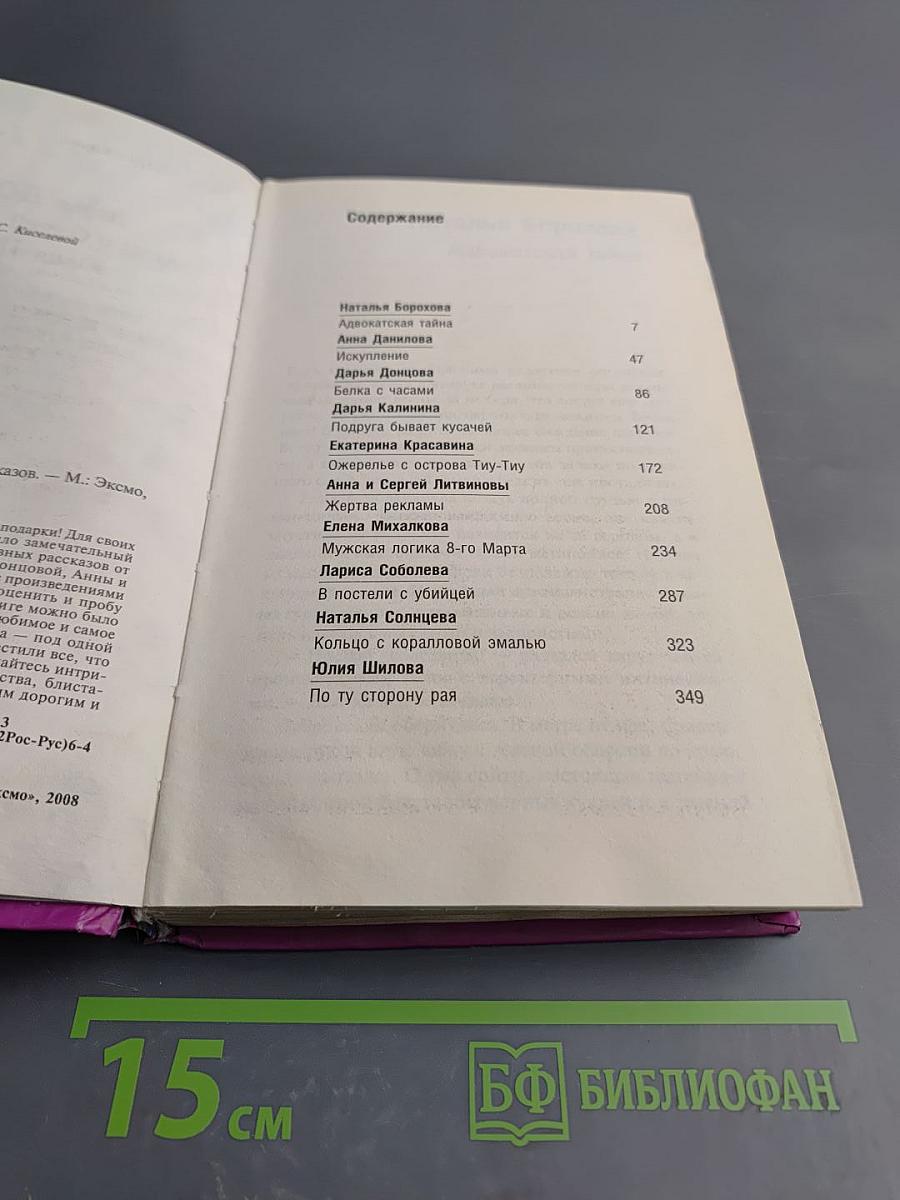 С. Киселевой
казов. — М.: Эксмо,
подарки! Для своих
ло замечательный
вных рассказов от
онцовой, Анны и
произведениями
оценить и пробу
иге можно было
юбимое и самое
а — под одной
естили все, что
айтесь интри-
ства, блиста-
им дорогим и
3
2Рос-Рус)6-4
ксмо», 2008
Содержание
Наталья Борохова
Адвокатская тайна 7
Анна Данилова
Искупление 47
Дарья Донцова
Белка с часами 86
Дарья Калинина
Подруга бывает кусачей 121
Екатерина Красавина
Ожерелье с острова Тиу-Тиу 172
Анна и Сергей Литвиновы
Жертва рекламы 208
Елена Михалкова
Мужская логика 8-го Марта 234
Лариса Соболева
В постели с убийцей 287
Наталья Солнцева
Кольцо с коралловой эмалью 323
Юлия Шилова
По ту сторону рая 349
15 см
БФ БИБЛИОФАН